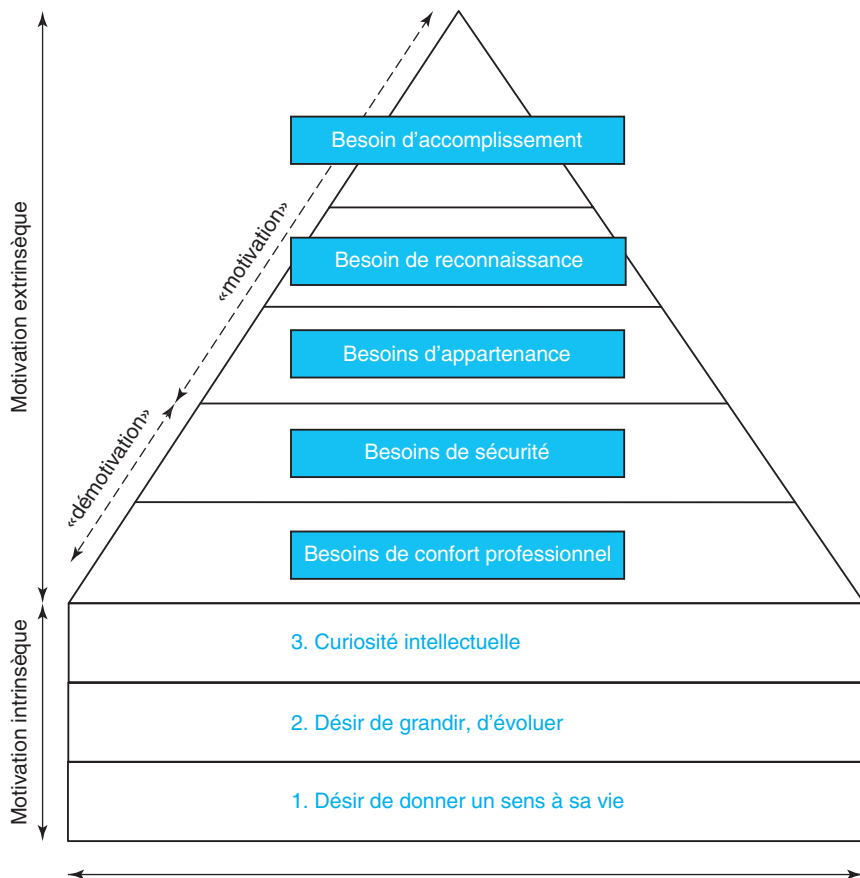 Besoin d’accomplissement
Besoin de reconnaissance
Besoins d’appartenance
Besoins de sécurité
Besoins de confort professionnel
3. Curiosité intellectuelle
2. Désir de grandir, d’évoluer
1. Désir de donner un sens à sa vie
Motivation extrinsèque
«motivation»
«démotivation»
Motivation intrinsèque